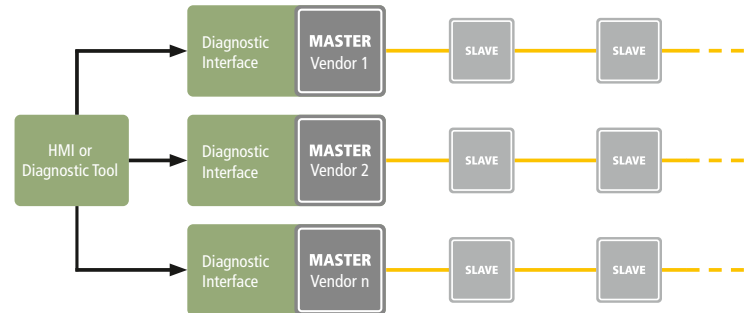 Diagnostic
Interface
MASTER
Vendor 1
SLAVE
SLAVE
HMI or
Diagnostic Tool
Diagnostic
Interface
MASTER
Vendor 2
SLAVE
SLAVE
Diagnostic
Interface
MASTER
Vendor n
SLAVE
SLAVE